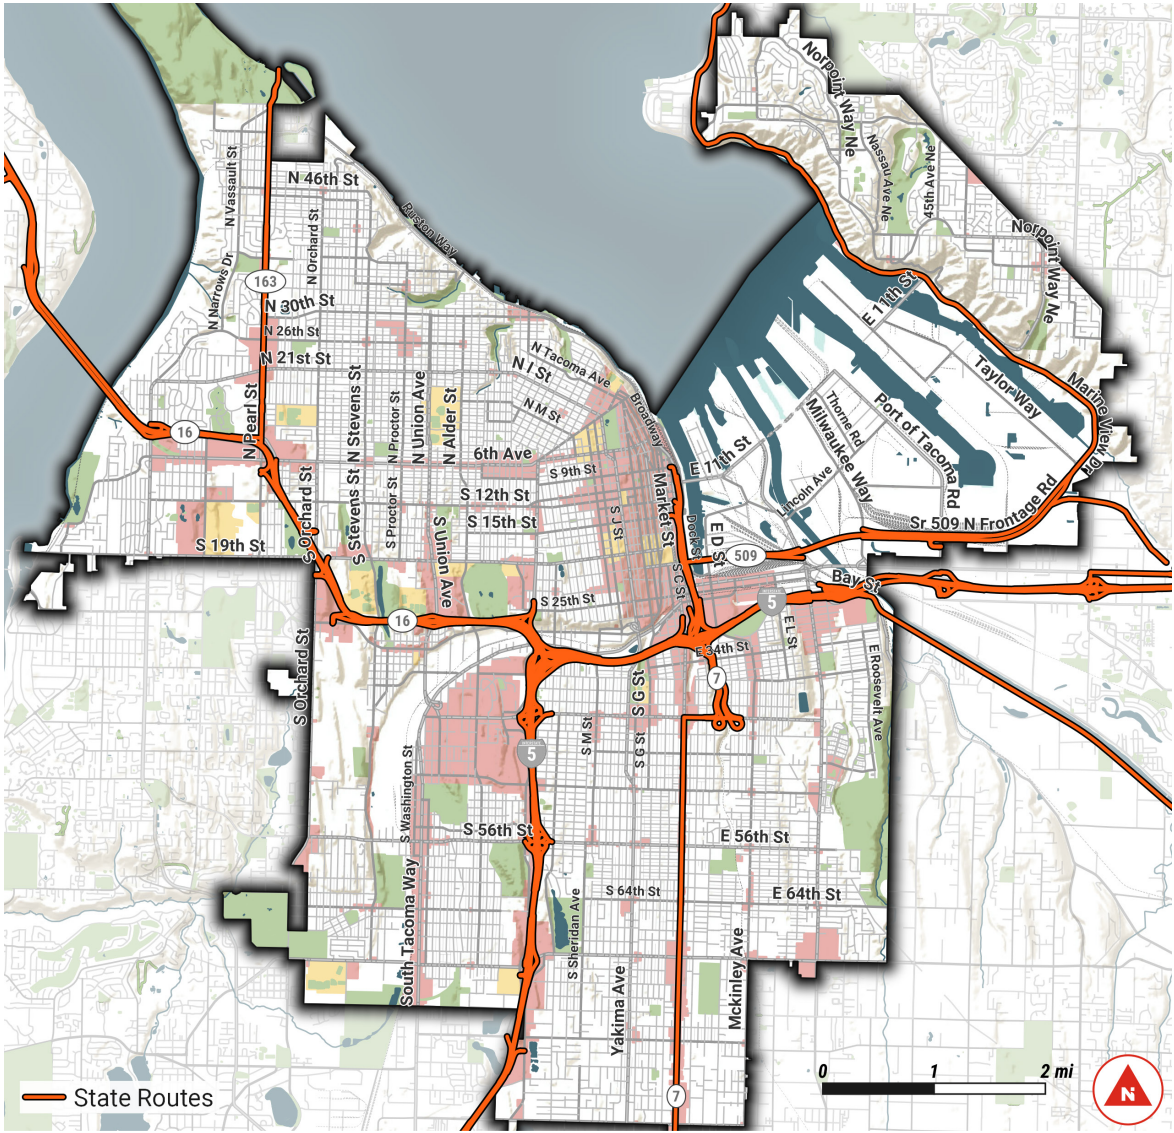 Norpoint Way Ne
Nassau Ave Ne
45th Ave Ne
N Vassault St
N 46th St
Ruston Way
N Orchard St
Norpoint Way Ne
N Narrows Dr
163
N 30th St
E 11th St
N 26th St
N 21st St
N Tacoma Ave
N I St
Taylor Way
Marine View Dr
N Pearl St
N Stevens St
N Proctor St
N Union Ave
N Alder St
N M St
Broadway
Thorne Rd
Milwaukee Way
Port of Tacoma Rd
16
6th Ave
E 11th St
S 9th St
Lincoln Ave
S Orchard St
S Stevens St
S Proctor St
S 12th St
S 15th St
S Union Ave
S J St
Market St
Dock St
E D St
Sr 509 N Frontage Rd
S 19th St
509
S C St
Bay St
S 25th St
5
16
E L St
E 34th St
E Roosevelt Ave
S Orchard St
7
S G St
S M St
S G St
5
S Washington St
S 56th St
E 56th St
South Tacoma Way
S 64th St
E 64th St
S Sheridan Ave
Yakima Ave
Mckinley Ave
7
0 1 2 mi
N
State Routes